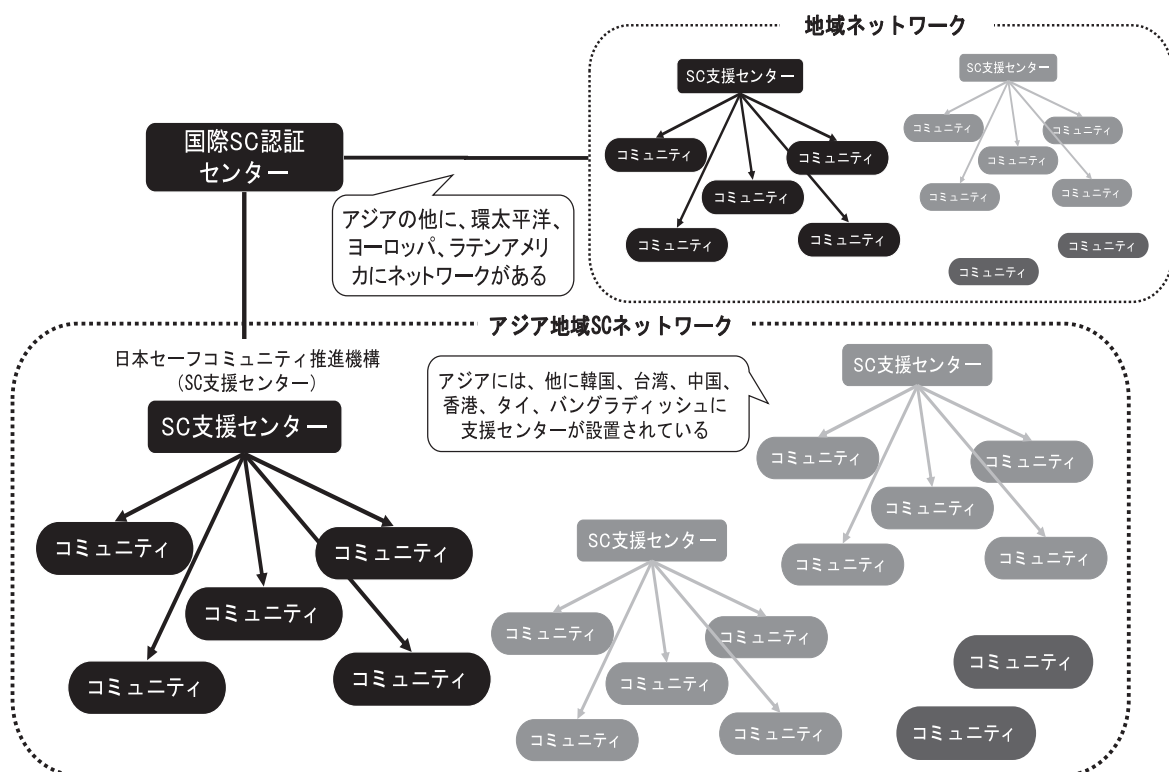 地域ネットワーク
SC支援センター
コミュニティ
コミュニティ
コミュニティ
コミュニティ
コミュニティ
SC支援センター
コミュニティ
コミュニティ
コミュニティ
コミュニティ
コミュニティ
コミュニティ
コミュニティ
国際SC認証
センター
アジアの他に、環太平洋、
ヨーロッパ、ラテンアメリ
カにネットワークがある
アジア地域SCネットワーク
日本セーフコミュニティ推進機構
（SC支援センター）
SC支援センター
コミュニティ
コミュニティ
コミュニティ
コミュニティ
コミュニティ
アジアには、他に韓国、台湾、中国、
香港、タイ、バングラディッシュに
支援センターが設置されている
SC支援センター
コミュニティ
コミュニティ
コミュニティ
コミュニティ
コミュニティ
SC支援センター
コミュニティ
コミュニティ
コミュニティ
コミュニティ
コミュニティ
コミュニティ
コミュニティ